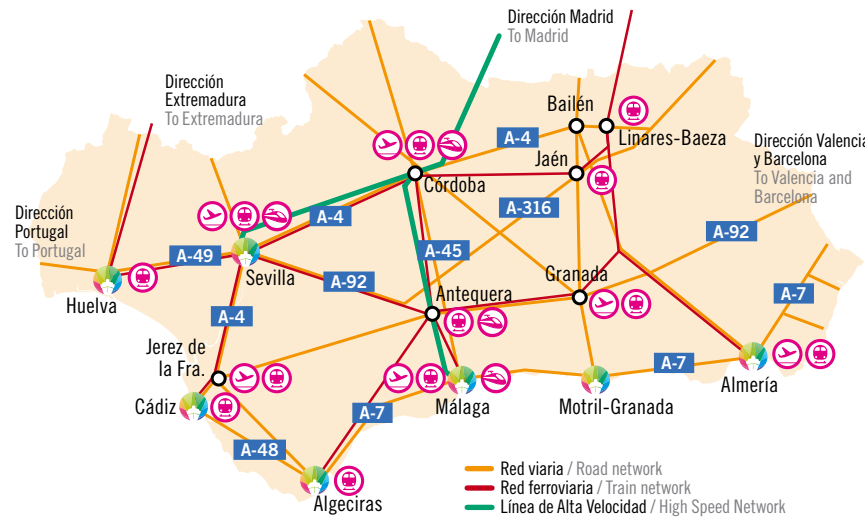 Dirección Madrid
To Madrid
Dirección
Extremadura
To Extremadura
Bailén
Linares-Baeza
A-4
Jaén
Dirección Valencia
y Barcelona
To Valencia and
Barcelona
Córdoba
Dirección
Portugal
To Portugal
A-4
A-316
A-49
Sevilla
A-45
A-92
Huelva
A-92
Granada
Antequera
A-7
A-4
Jerez de
la Fra.
A-7
Almería
Cádiz
Málaga
Motril-Granada
A-7
A-48
Algeciras
Red viaria / Road network
Red ferroviaria / Train network
Línea de Alta Velocidad / High Speed Network